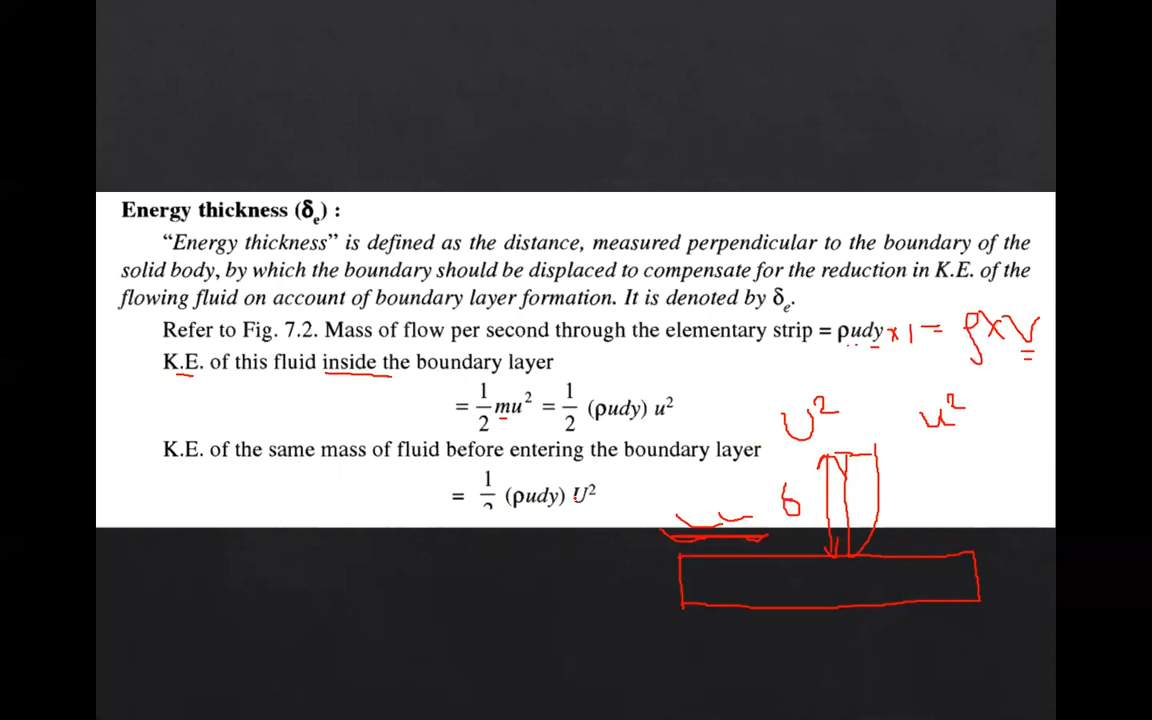 Energy thickness (δe) :
“Energy thickness” is defined as the distance, measured perpendicular to the boundary of the
solid body, by which the boundary should be displaced to compensate for the reduction in K.E. of the
flowing fluid on account of boundary layer formation. It is denoted by δe.
Refer to Fig. 7.2. Mass of flow per second through the elementary strip = ρudy × 1 = ρ × V
K.E. of this fluid inside the boundary layer
= 1/2 mu² = 1/2 (ρudy) u²
U² u²
K.E. of the same mass of fluid before entering the boundary layer
= 1/2 (ρudy) U²
δ